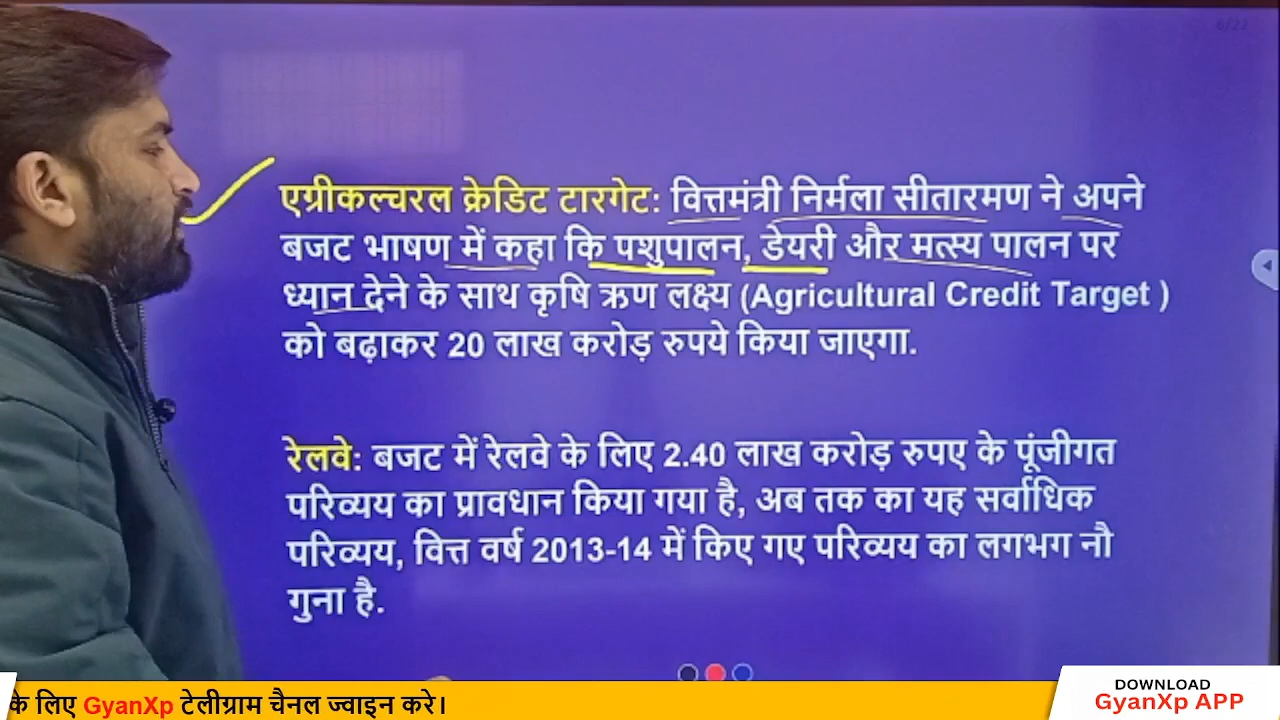 6/22
एग्रीकल्चरल क्रेडिट टारगेट: वित्तमंत्री निर्मला सीतारमण ने अपने
बजट भाषण में कहा कि पशुपालन, डेयरी और मत्स्य पालन पर
ध्यान देने के साथ कृषि ऋण लक्ष्य (Agricultural Credit Target )
को बढ़ाकर 20 लाख करोड़ रुपये किया जाएगा.
रेलवे: बजट में रेलवे के लिए 2.40 लाख करोड़ रुपए के पूंजीगत
परिव्यय का प्रावधान किया गया है, अब तक का यह सर्वाधिक
परिव्यय, वित्त वर्ष 2013-14 में किए गए परिव्यय का लगभग नौ
गुना है.
के लिए GyanXp टेलीग्राम चैनल ज्वाइन करे।
DOWNLOAD
GyanXp APP